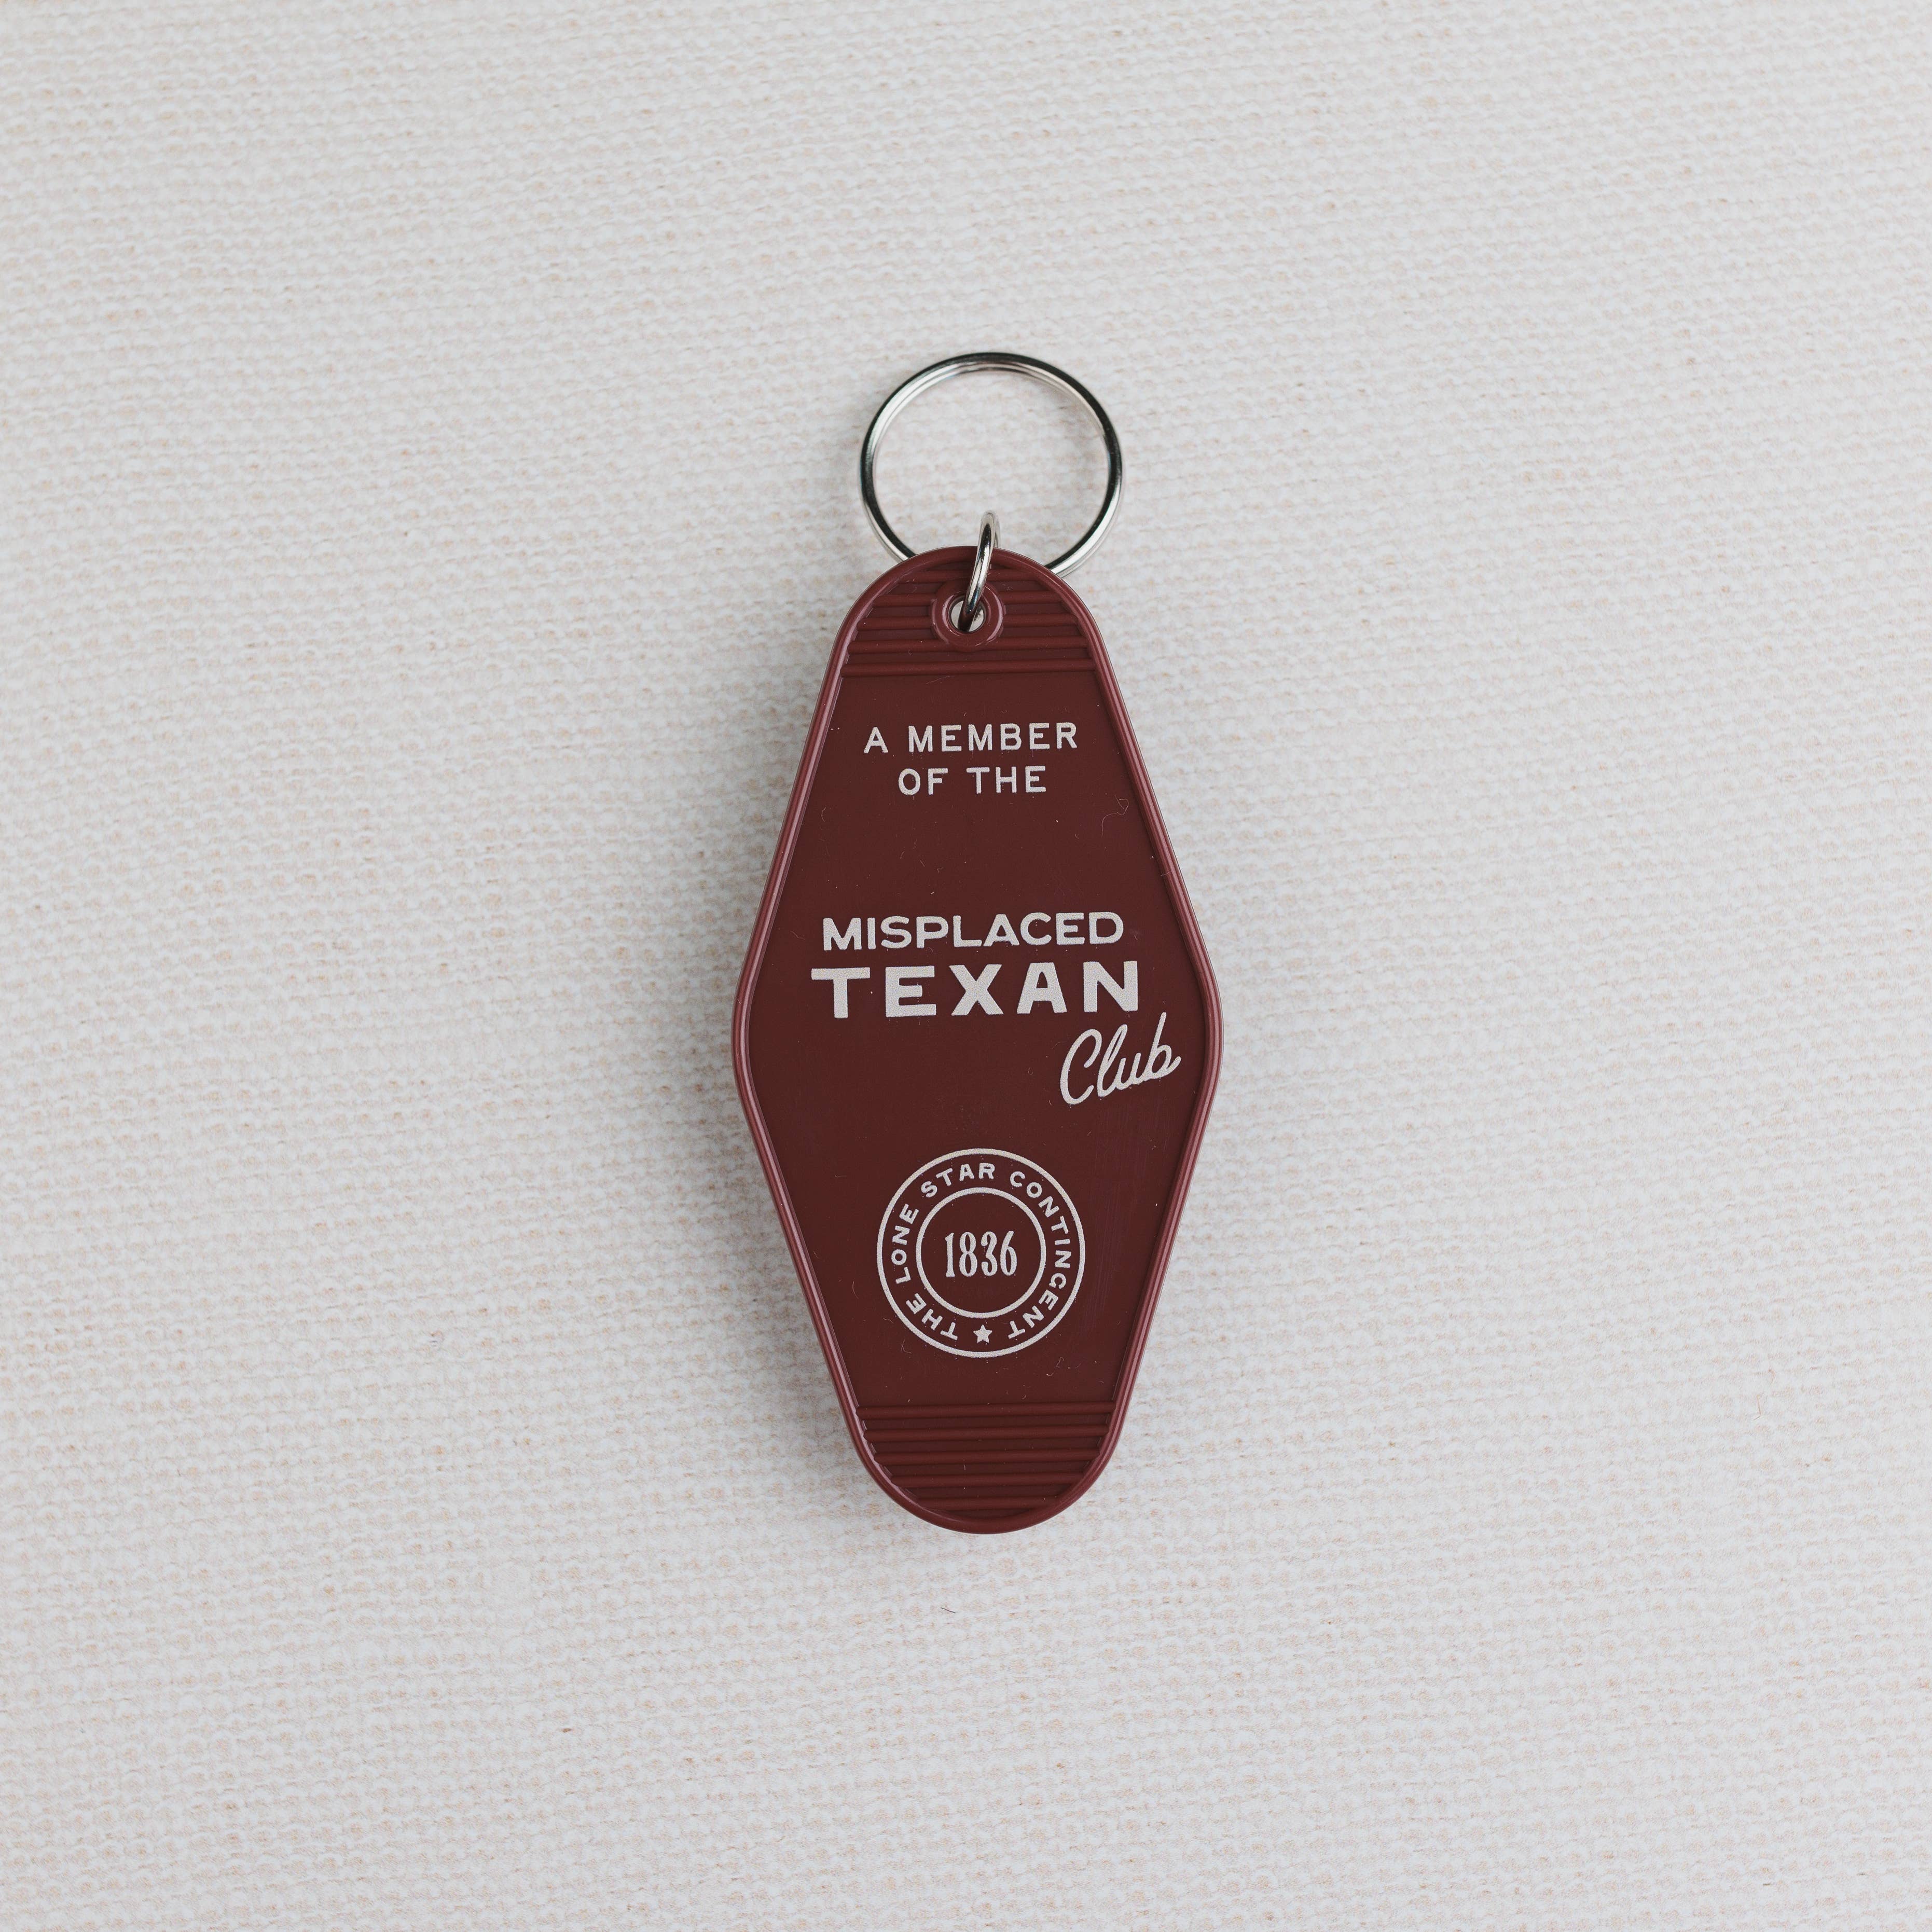 A MEMBER
OF THE
MISPLACED
TEXAN
Club
THE LONE STAR CONTINGENT
1836